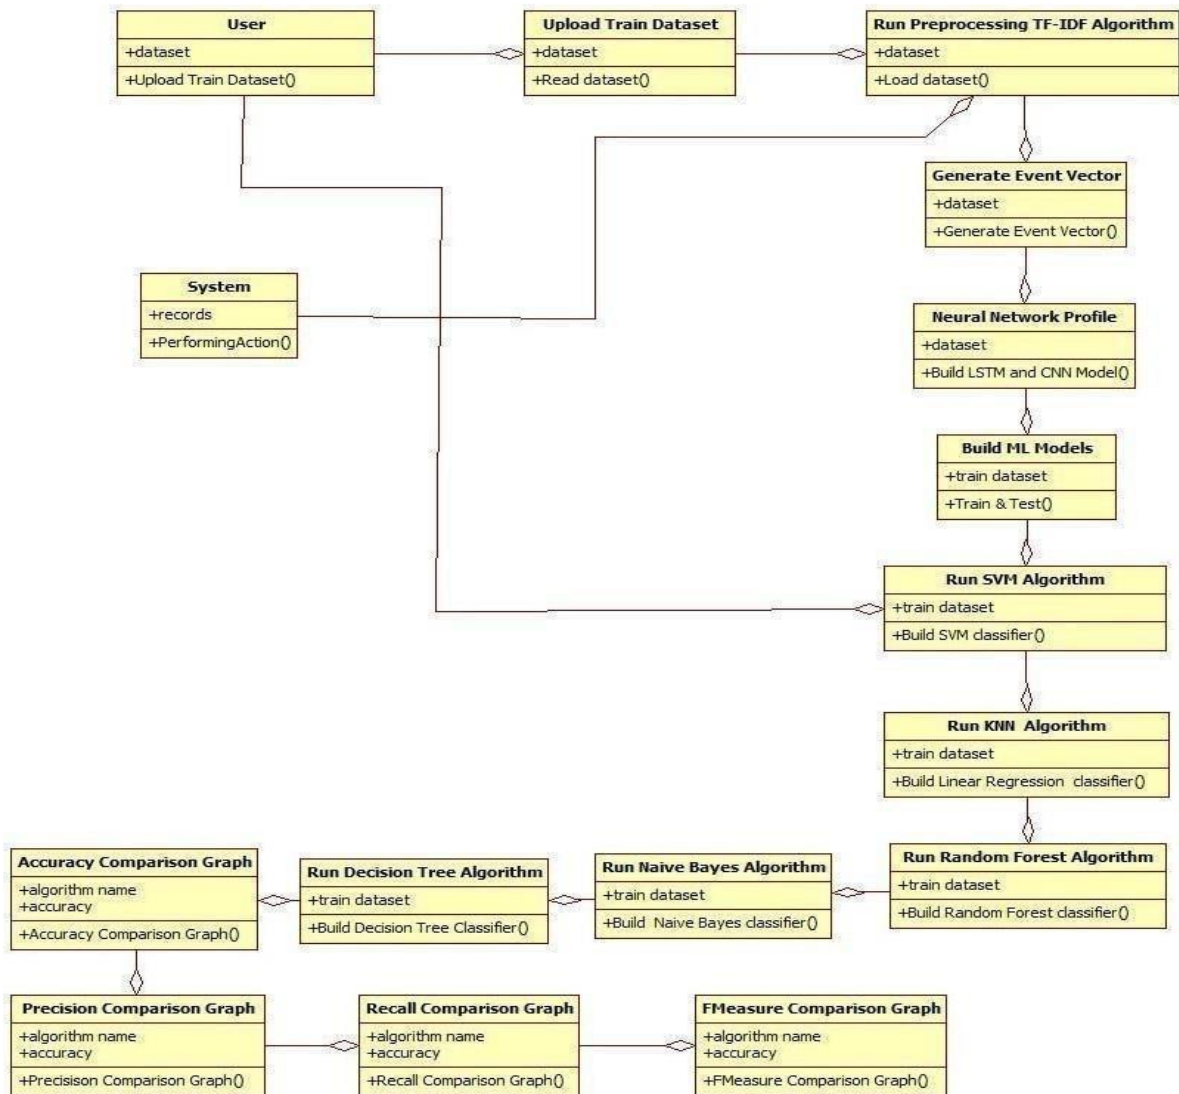 User
+dataset
+Upload Train Dataset()
Upload Train Dataset
+dataset
+Read dataset()
Run Preprocessing TF-IDF Algorithm
+dataset
+Load dataset()
Generate Event Vector
+dataset
+Generate Event Vector()
System
+records
+PerformingAction()
Neural Network Profile
+dataset
+Build LSTM and CNN Model()
Build ML Models
+train dataset
+Train & Test()
Run SVM Algorithm
+train dataset
+Build SVM classifier()
Run KNN Algorithm
+train dataset
+Build Linear Regression classifier()
Run Random Forest Algorithm
+train dataset
+Build Random Forest classifier()
Run Naive Bayes Algorithm
+train dataset
+Build Naive Bayes classifier()
Run Decision Tree Algorithm
+train dataset
+Build Decision Tree Classifier()
Accuracy Comparison Graph
+algorithm name
+accuracy
+Accuracy Comparison Graph()
Precision Comparison Graph
+algorithm name
+accuracy
+Precisison Comparison Graph()
Recall Comparison Graph
+algorithm name
+accuracy
+Recall Comparison Graph()
FMeasure Comparison Graph
+algorithm name
+accuracy
+FMeasure Comparison Graph()